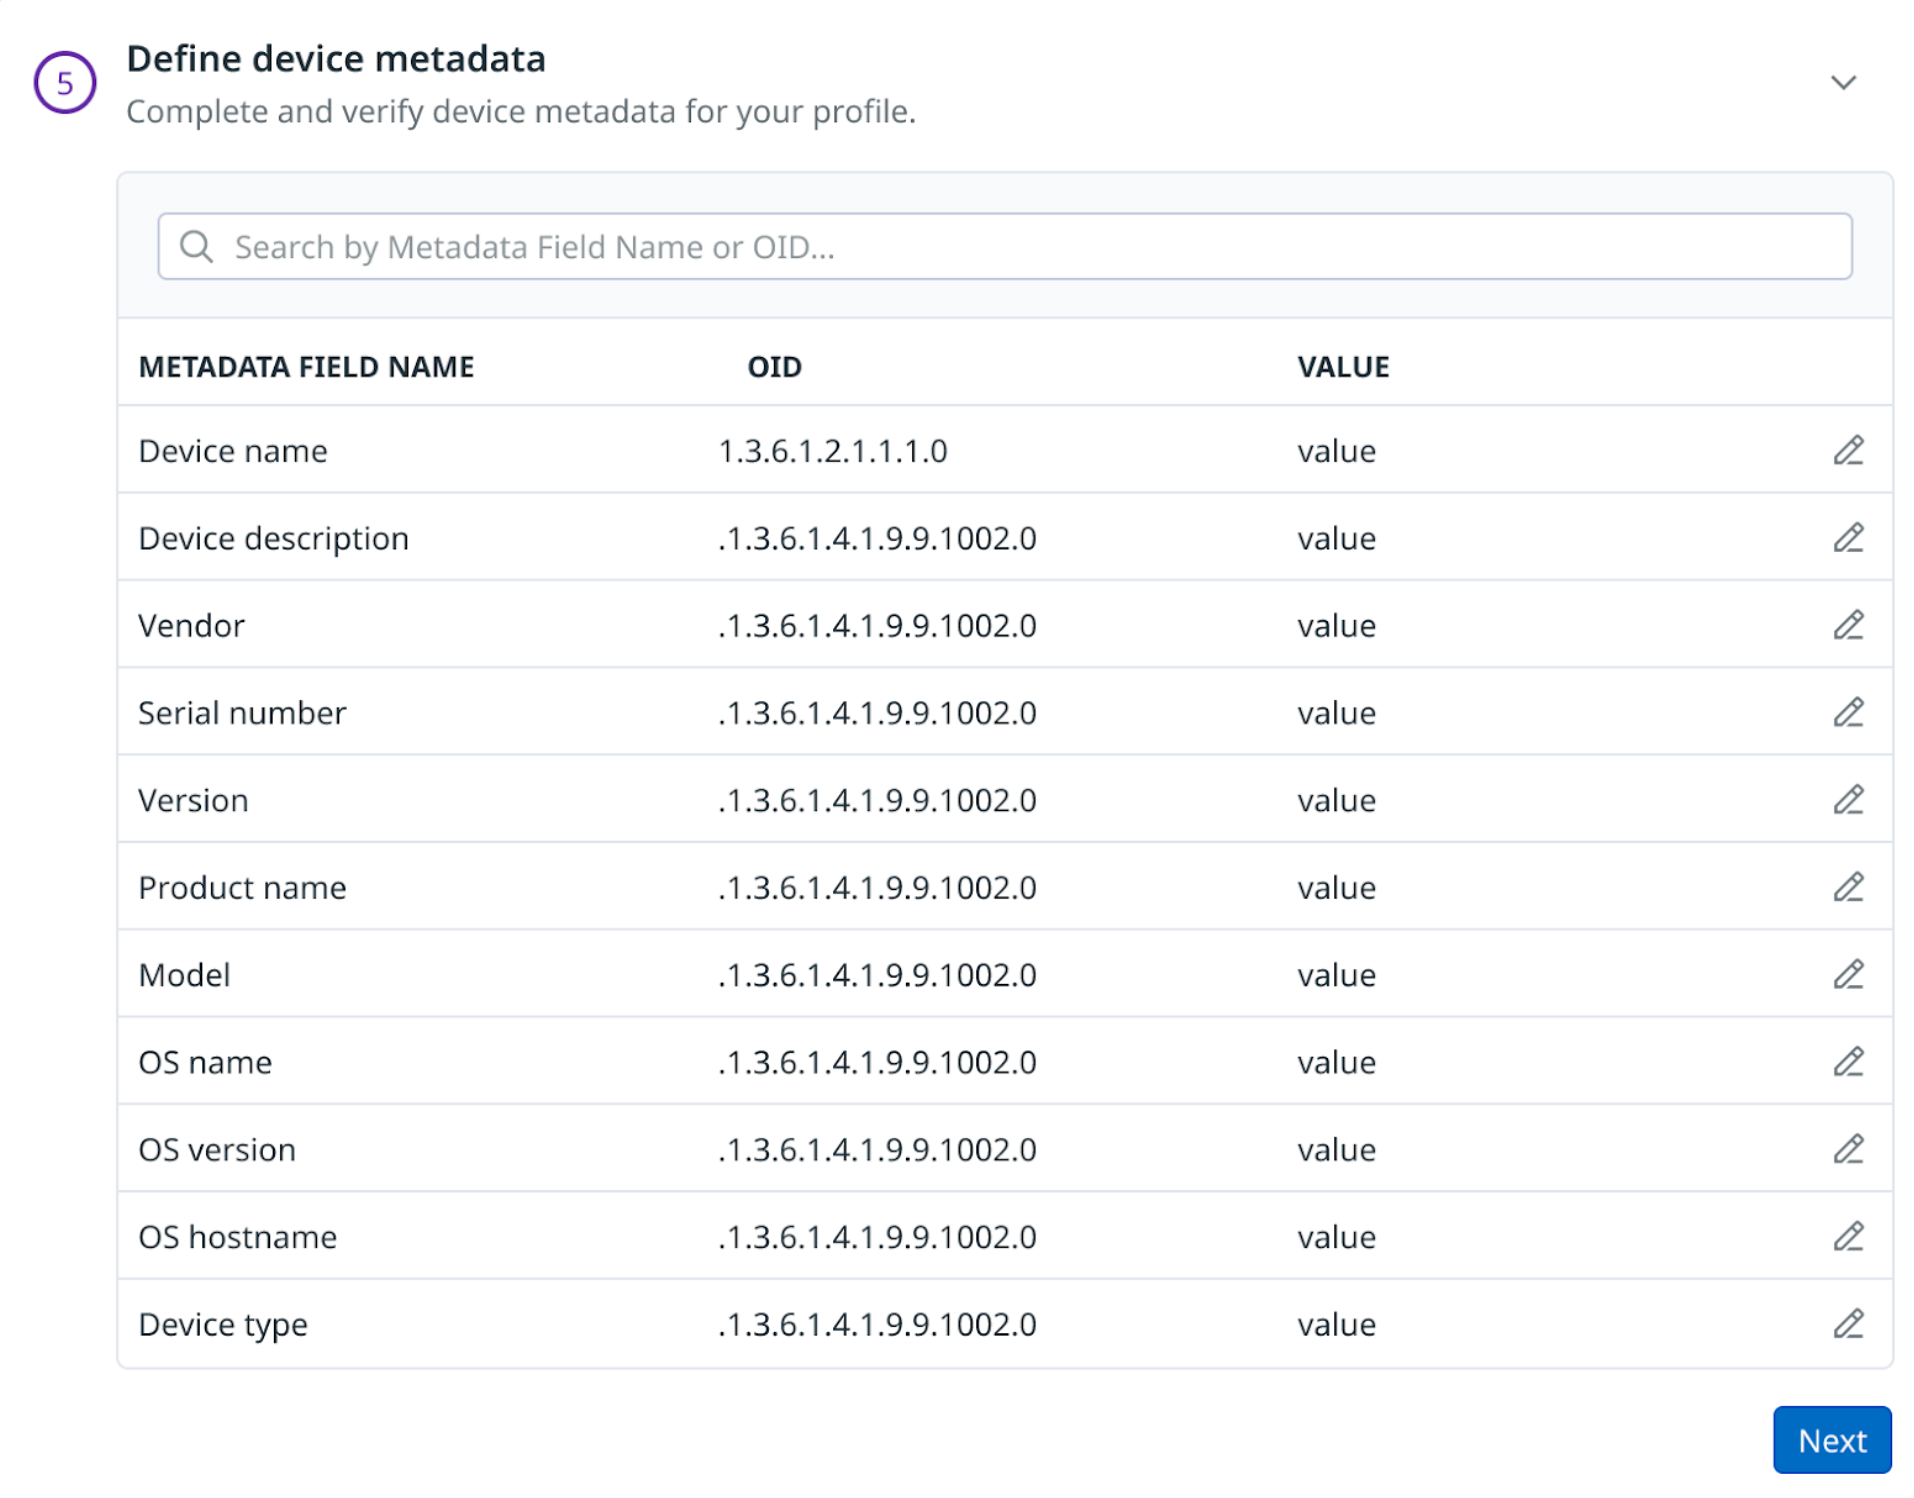 5
Define device metadata
Complete and verify device metadata for your profile.
Search by Metadata Field Name or OID...
METADATA FIELD NAME OID VALUE
Device name 1.3.6.1.2.1.1.1.0 value
Device description .1.3.6.1.4.1.9.9.1002.0 value
Vendor .1.3.6.1.4.1.9.9.1002.0 value
Serial number .1.3.6.1.4.1.9.9.1002.0 value
Version .1.3.6.1.4.1.9.9.1002.0 value
Product name .1.3.6.1.4.1.9.9.1002.0 value
Model .1.3.6.1.4.1.9.9.1002.0 value
OS name .1.3.6.1.4.1.9.9.1002.0 value
OS version .1.3.6.1.4.1.9.9.1002.0 value
OS hostname .1.3.6.1.4.1.9.9.1002.0 value
Device type .1.3.6.1.4.1.9.9.1002.0 value
Next